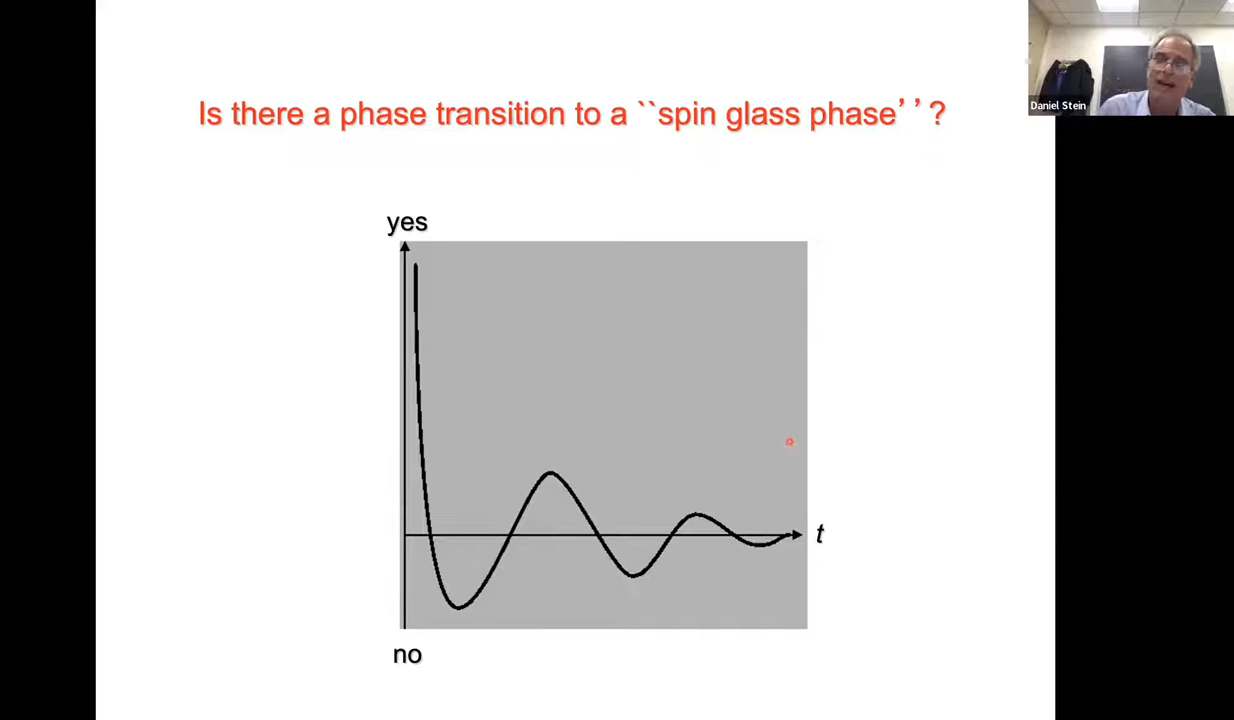 Is there a phase transition to a ``spin glass phase’’?
Daniel Stein
yes
t
no